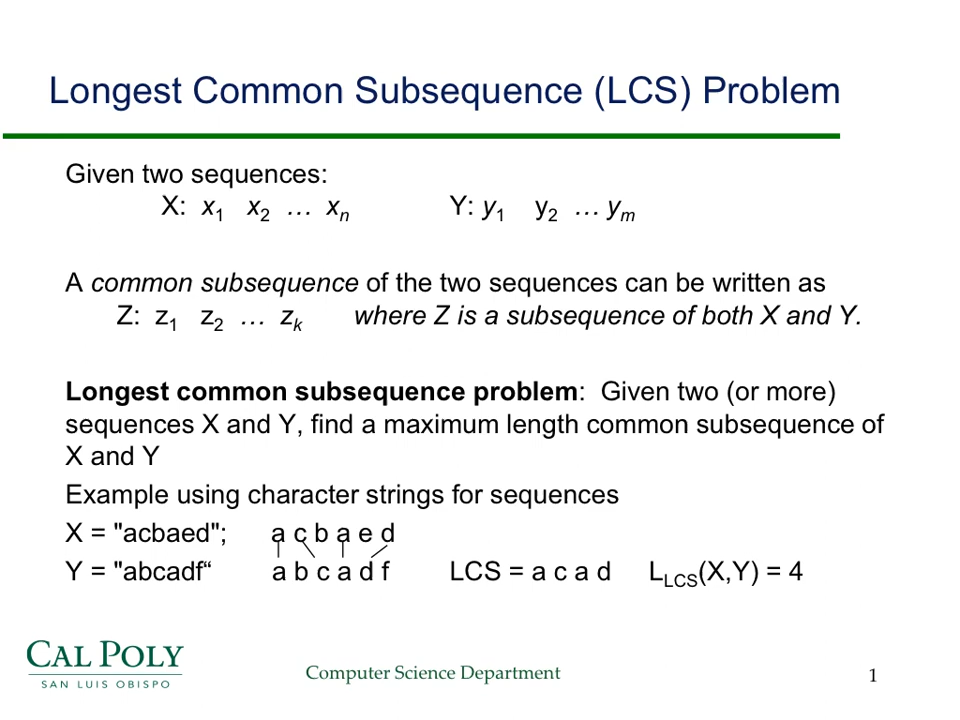 Longest Common Subsequence (LCS) Problem
Given two sequences:
X: x₁ x₂ … xₙ Y: y₁ y₂ … yₘ
A common subsequence of the two sequences can be written as
Z: z₁ z₂ … zₖ where Z is a subsequence of both X and Y.
Longest common subsequence problem: Given two (or more)
sequences X and Y, find a maximum length common subsequence of
X and Y
Example using character strings for sequences
X = "acbaed"; a c b a e d
Y = "abcadf“ a b c a d f LCS = a c a d L_LCS(X,Y) = 4
CAL POLY
SAN LUIS OBISPO
Computer Science Department
1